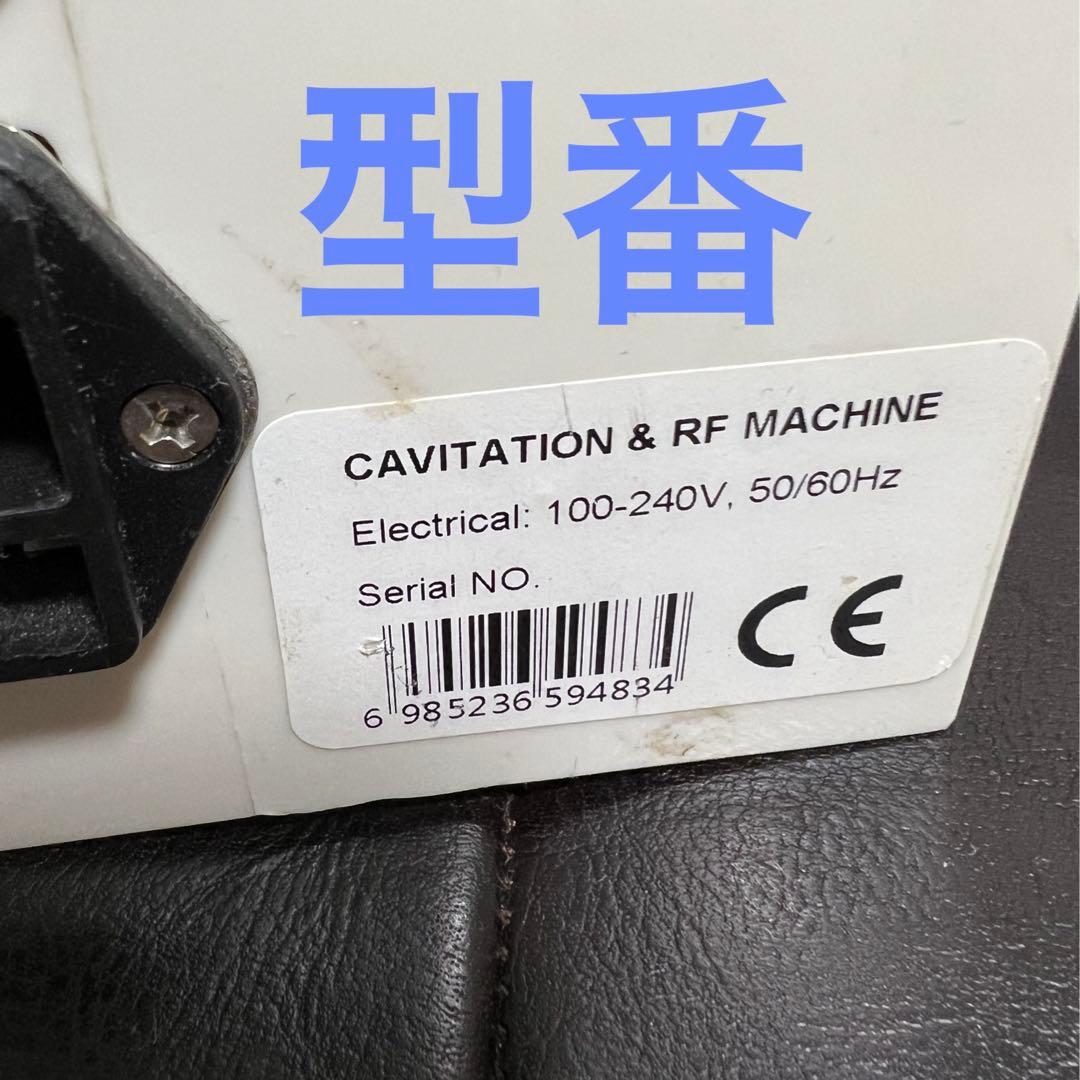 型番
CAVITATION & RF MACHINE
Electrical: 100-240V, 50/60Hz
Serial NO.
6 985236 594834
CE